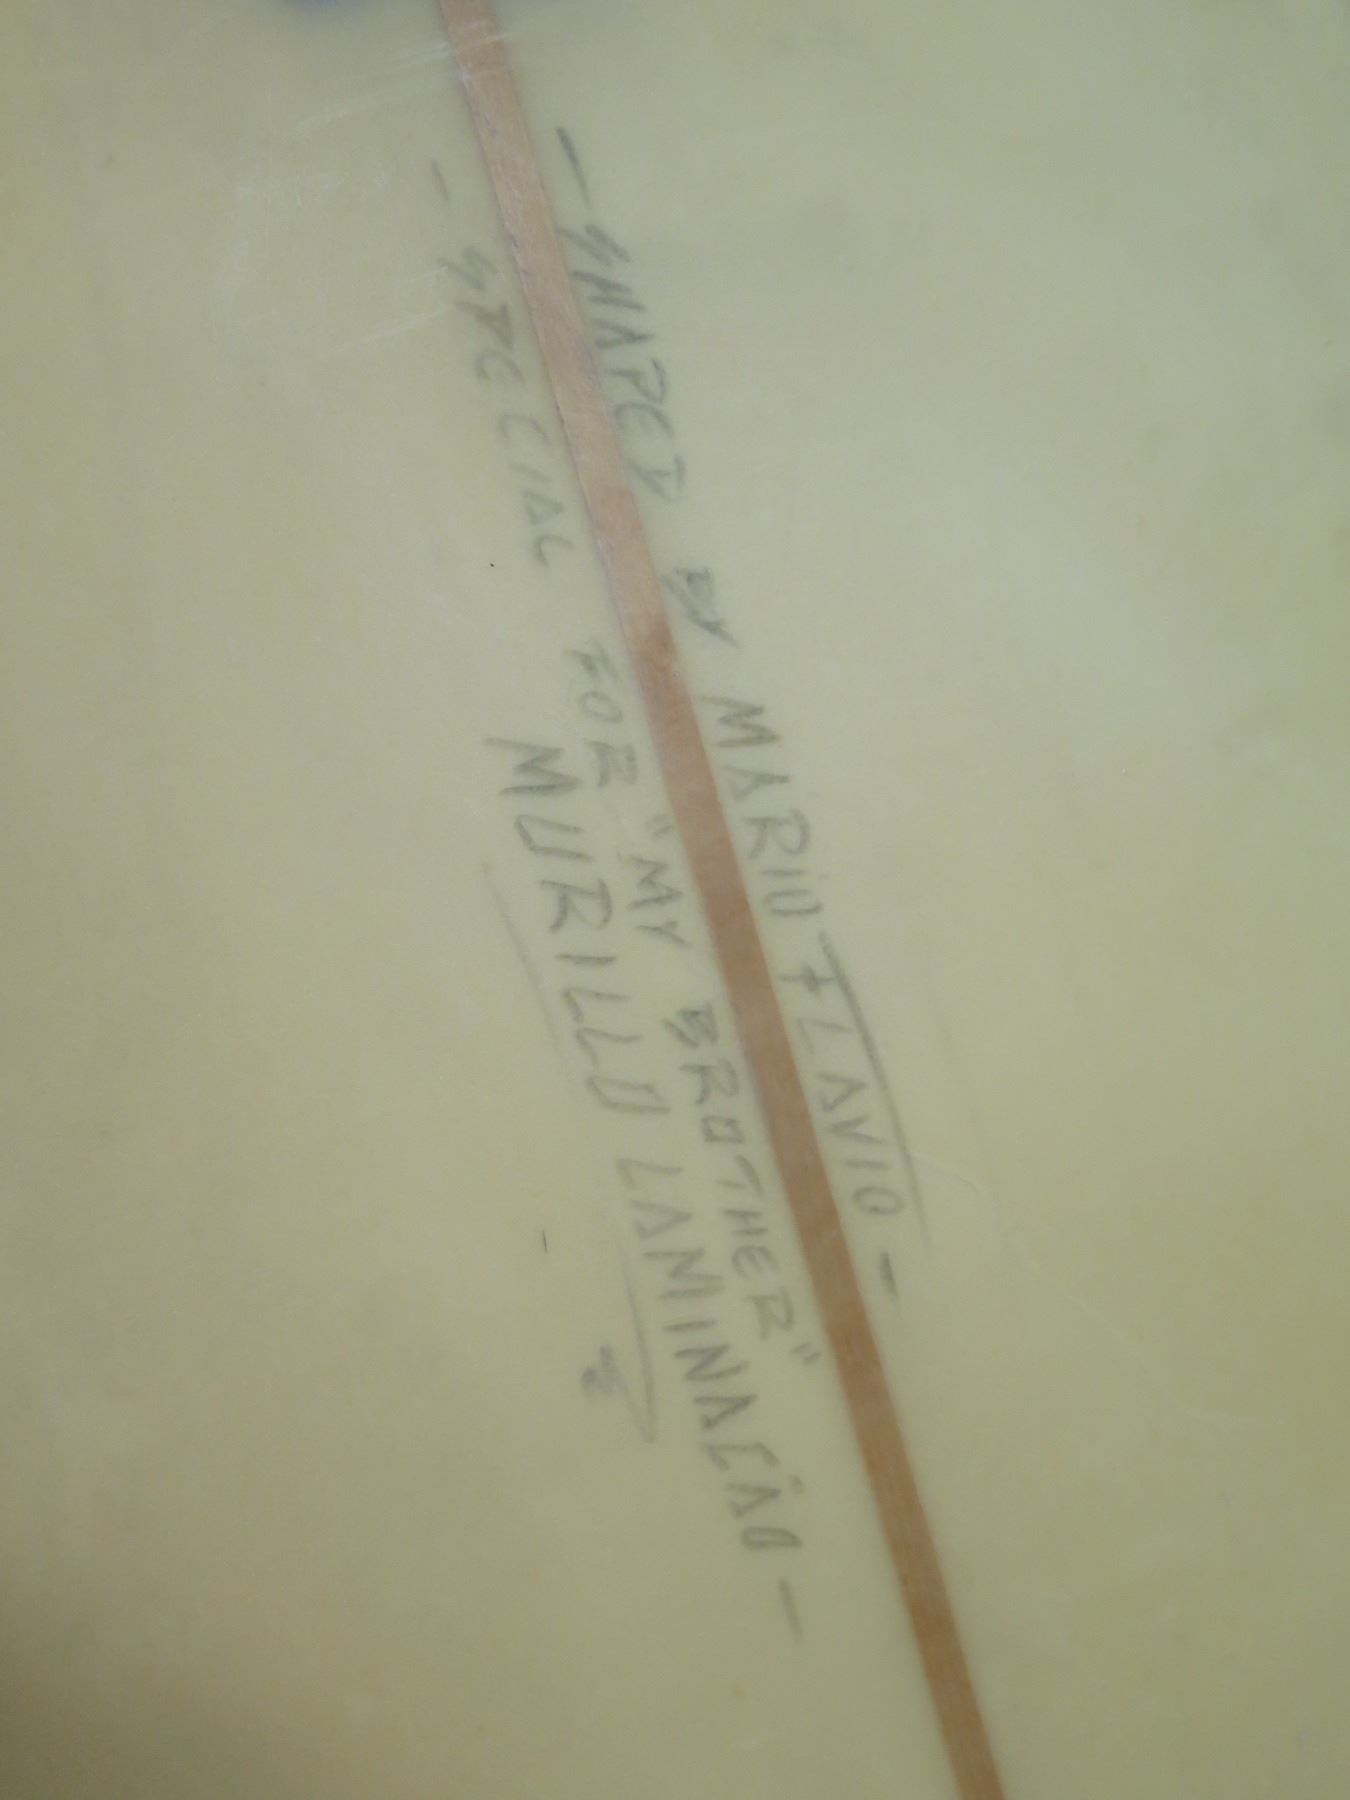 - SHAPED BY MARIO FLAVIO -
- SPECIAL FOR "MY BROTHER"
MURILLO LAMINAÇÃO -